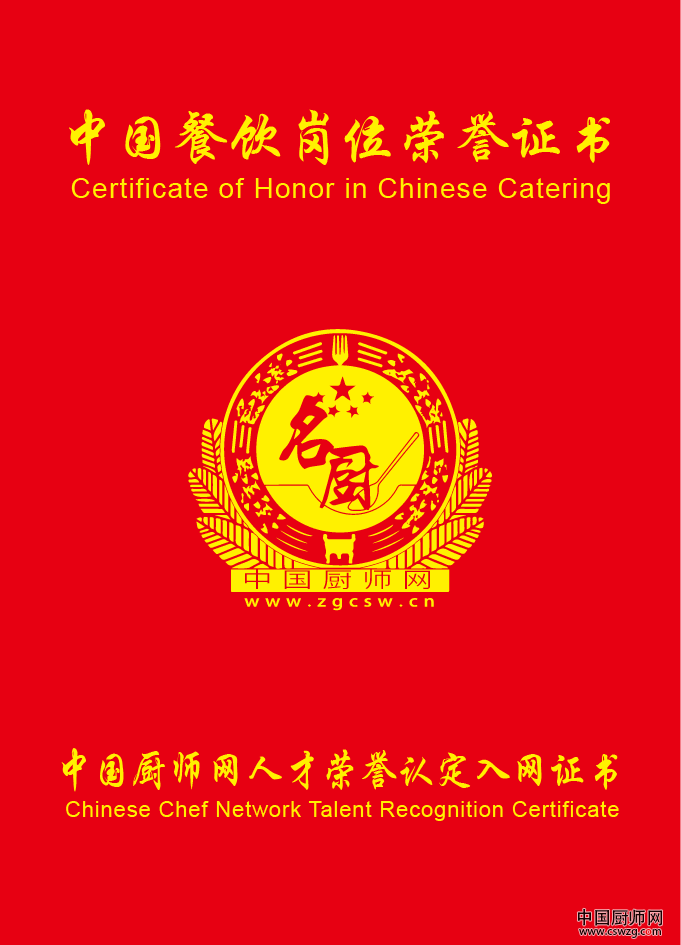 中国餐饮岗位荣誉证书
Certificate of Honor in Chinese Catering
名厨
中国厨师网
www.zgcsw.cn
中国厨师网人才荣誉认定入网证书
Chinese Chef Network Talent Recognition Certificate
中国厨师网
www.cswzg.com